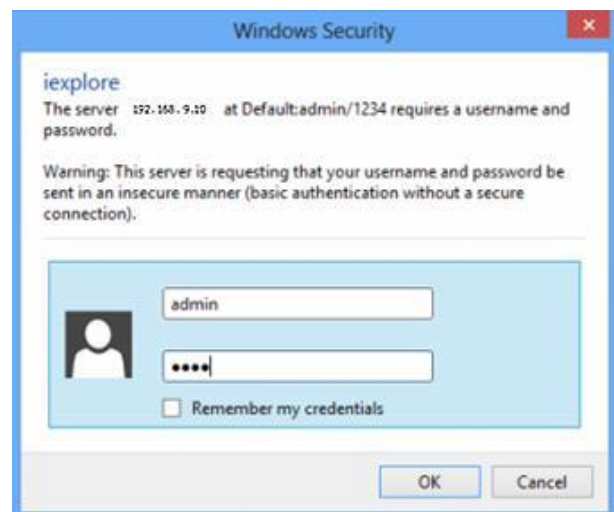 Windows Security
iexplore
The server 192.168.9.10 at Default:admin/1234 requires a username and
password.
Warning: This server is requesting that your username and password be
sent in an insecure manner (basic authentication without a secure
connection).
admin
••••
Remember my credentials
OK Cancel